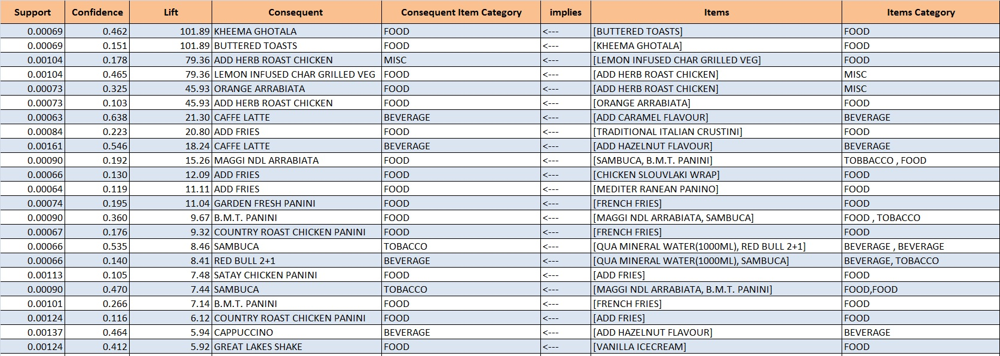 Support Confidence Lift Consequent Consequent Item Category implies Items Items Category
0.00069 0.462 101.89 KHEEMA GHOTALA FOOD <--- [BUTTERED TOASTS] FOOD
0.00069 0.151 101.89 BUTTERED TOASTS FOOD <--- [KHEEMA GHOTALA] FOOD
0.00104 0.178 79.36 ADD HERB ROAST CHICKEN MISC <--- [LEMON INFUSED CHAR GRILLED VEG] FOOD
0.00104 0.465 79.36 LEMON INFUSED CHAR GRILLED VEG FOOD <--- [ADD HERB ROAST CHICKEN] MISC
0.00073 0.325 45.93 ORANGE ARRABIATA FOOD <--- [ADD HERB ROAST CHICKEN] MISC
0.00073 0.103 45.93 ADD HERB ROAST CHICKEN FOOD <--- [ORANGE ARRABIATA] FOOD
0.00063 0.638 21.30 CAFFE LATTE BEVERAGE <--- [ADD CARAMEL FLAVOUR] BEVERAGE
0.00084 0.223 20.80 ADD FRIES FOOD <--- [TRADITIONAL ITALIAN CRUSTINI] FOOD
0.00161 0.546 18.24 CAFFE LATTE BEVERAGE <--- [ADD HAZELNUT FLAVOUR] BEVERAGE
0.00090 0.192 15.26 MAGGI NDL ARRABIATA FOOD <--- [SAMBUCA, B.M.T. PANINI] TOBBACCO , FOOD
0.00066 0.130 12.09 ADD FRIES FOOD <--- [CHICKEN SLOUVLAKI WRAP] FOOD
0.00064 0.119 11.11 ADD FRIES FOOD <--- [MEDITER RANEAN PANINO] FOOD
0.00074 0.195 11.04 GARDEN FRESH PANINI FOOD <--- [FRENCH FRIES] FOOD
0.00090 0.360 9.67 B.M.T. PANINI FOOD <--- [MAGGI NDL ARRABIATA, SAMBUCA] FOOD , TOBACCO
0.00067 0.176 9.32 COUNTRY ROAST CHICKEN PANINI FOOD <--- [FRENCH FRIES] FOOD
0.00066 0.535 8.46 SAMBUCA TOBACCO <--- [QUA MINERAL WATER(1000ML), RED BULL 2+1] BEVERAGE , BEVERAGE
0.00066 0.140 8.41 RED BULL 2+1 BEVERAGE <--- [QUA MINERAL WATER(1000ML), SAMBUCA] BEVERAGE, TOBACCO
0.00113 0.105 7.48 SATAY CHICKEN PANINI FOOD <--- [ADD FRIES] FOOD
0.00090 0.470 7.44 SAMBUCA TOBACCO <--- [MAGGI NDL ARRABIATA, B.M.T. PANINI] FOOD,FOOD
0.00101 0.266 7.14 B.M.T. PANINI FOOD <--- [FRENCH FRIES] FOOD
0.00124 0.116 6.12 COUNTRY ROAST CHICKEN PANINI FOOD <--- [ADD FRIES] FOOD
0.00137 0.464 5.94 CAPPUCCINO BEVERAGE <--- [ADD HAZELNUT FLAVOUR] BEVERAGE
0.00124 0.412 5.92 GREAT LAKES SHAKE FOOD <--- [VANILLA ICECREAM] FOOD